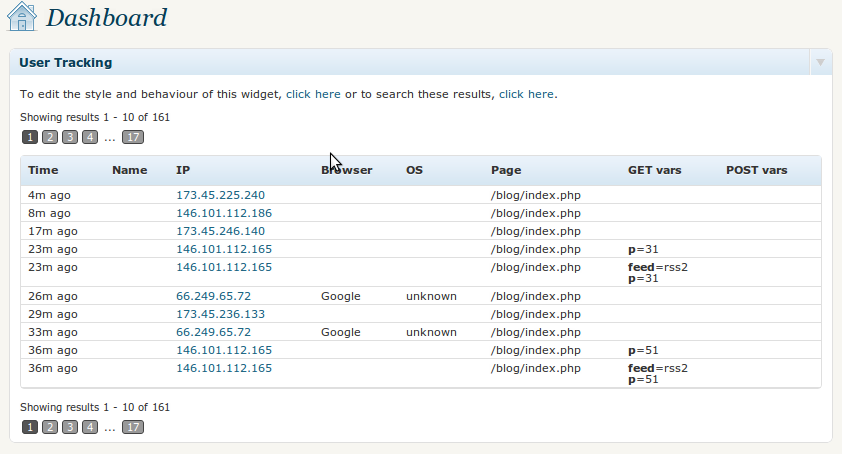 Dashboard
User Tracking
To edit the style and behaviour of this widget, click here or to search these results, click here.
Showing results 1 - 10 of 161
1 2 3 4 ... 17
Time Name IP Browser OS Page GET vars POST vars
4m ago 173.45.225.240 /blog/index.php
8m ago 146.101.112.186 /blog/index.php
17m ago 173.45.246.140 /blog/index.php
23m ago 146.101.112.165 /blog/index.php p=31
23m ago 146.101.112.165 /blog/index.php feed=rss2
p=31
26m ago 66.249.65.72 Google unknown /blog/index.php
29m ago 173.45.236.133 /blog/index.php
33m ago 66.249.65.72 Google unknown /blog/index.php
36m ago 146.101.112.165 /blog/index.php p=51
36m ago 146.101.112.165 /blog/index.php feed=rss2
p=51
Showing results 1 - 10 of 161
1 2 3 4 ... 17